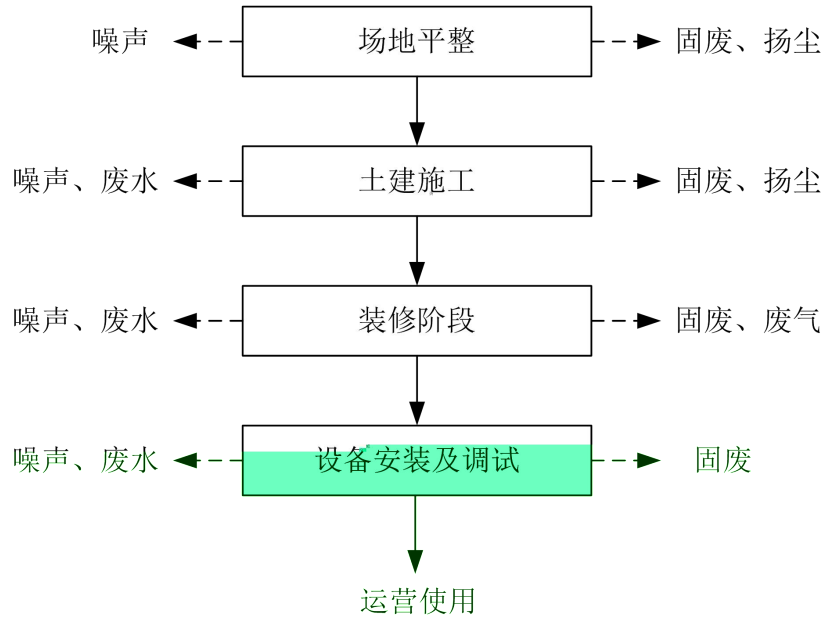 噪声 场地平整 固废、扬尘
噪声、废水 土建施工 固废、扬尘
噪声、废水 装修阶段 固废、废气
噪声、废水 设备安装及调试 固废
运营使用